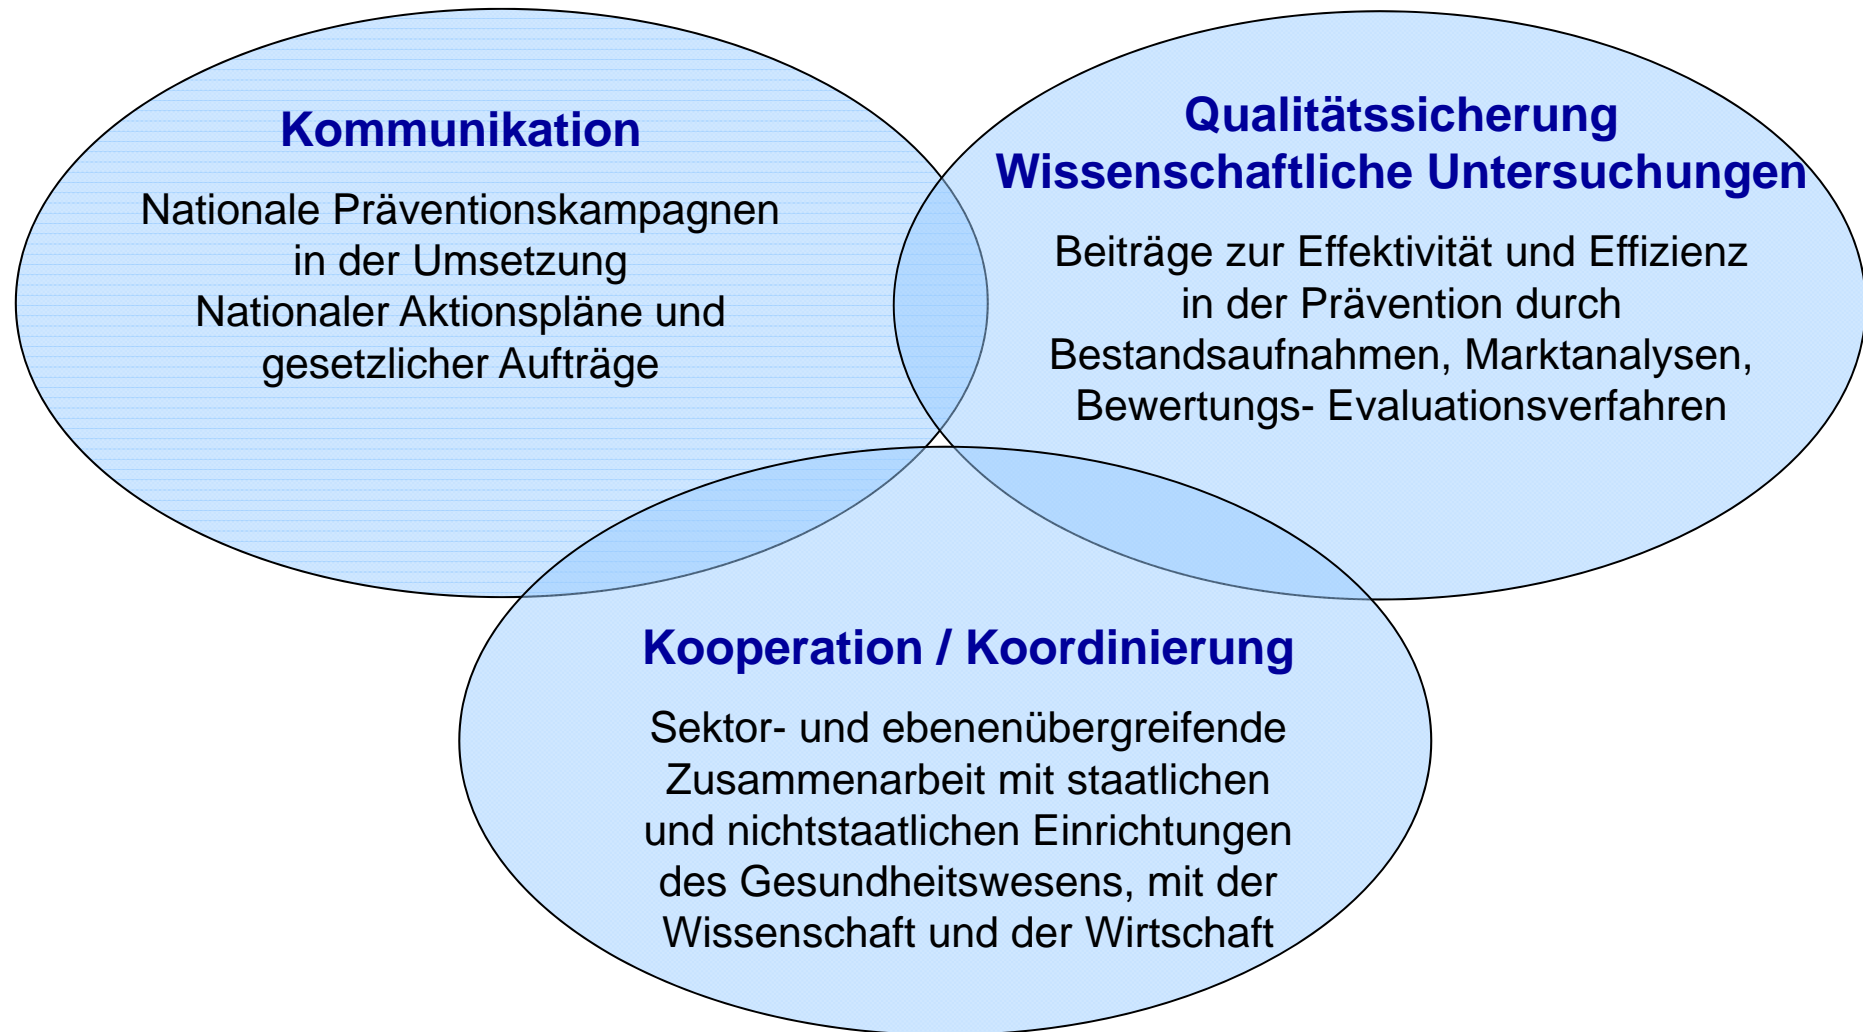 Kommunikation
Nationale Präventionskampagnen
in der Umsetzung
Nationaler Aktionspläne und
gesetzlicher Aufträge
Qualitätssicherung
Wissenschaftliche Untersuchungen
Beiträge zur Effektivität und Effizienz
in der Prävention durch
Bestandsaufnahmen, Marktanalysen,
Bewertungs- Evaluationsverfahren
Kooperation / Koordinierung
Sektor- und ebenenübergreifende
Zusammenarbeit mit staatlichen
und nichtstaatlichen Einrichtungen
des Gesundheitswesens, mit der
Wissenschaft und der Wirtschaft